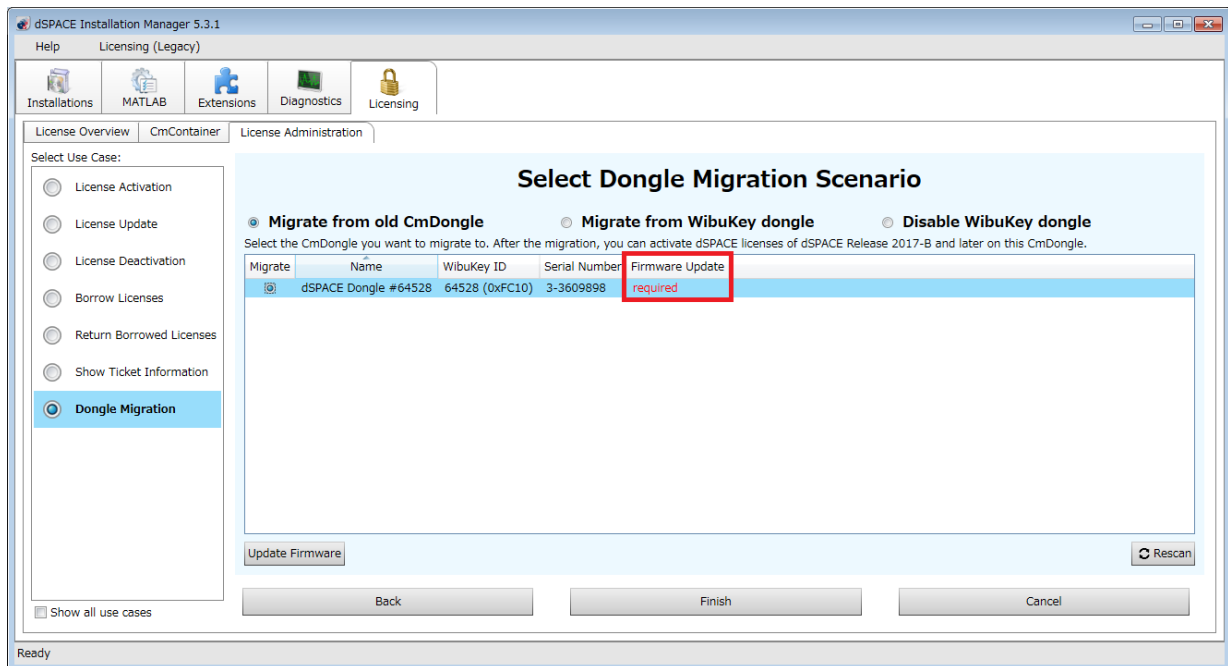 dSPACE Installation Manager 5.3.1
Help Licensing (Legacy)
Installations MATLAB Extensions Diagnostics Licensing
License Overview CmContainer License Administration
Select Use Case:
License Activation
License Update
License Deactivation
Borrow Licenses
Return Borrowed Licenses
Show Ticket Information
Dongle Migration
Show all use cases
Select Dongle Migration Scenario
Migrate from old CmDongle Migrate from WibuKey dongle Disable WibuKey dongle
Select the CmDongle you want to migrate to. After the migration, you can activate dSPACE licenses of dSPACE Release 2017-B and later on this CmDongle.
Migrate Name WibuKey ID Serial Number Firmware Update
dSPACE Dongle #64528 64528 (0xFC10) 3-3609898 required
Update Firmware Rescan
Back Finish Cancel
Ready